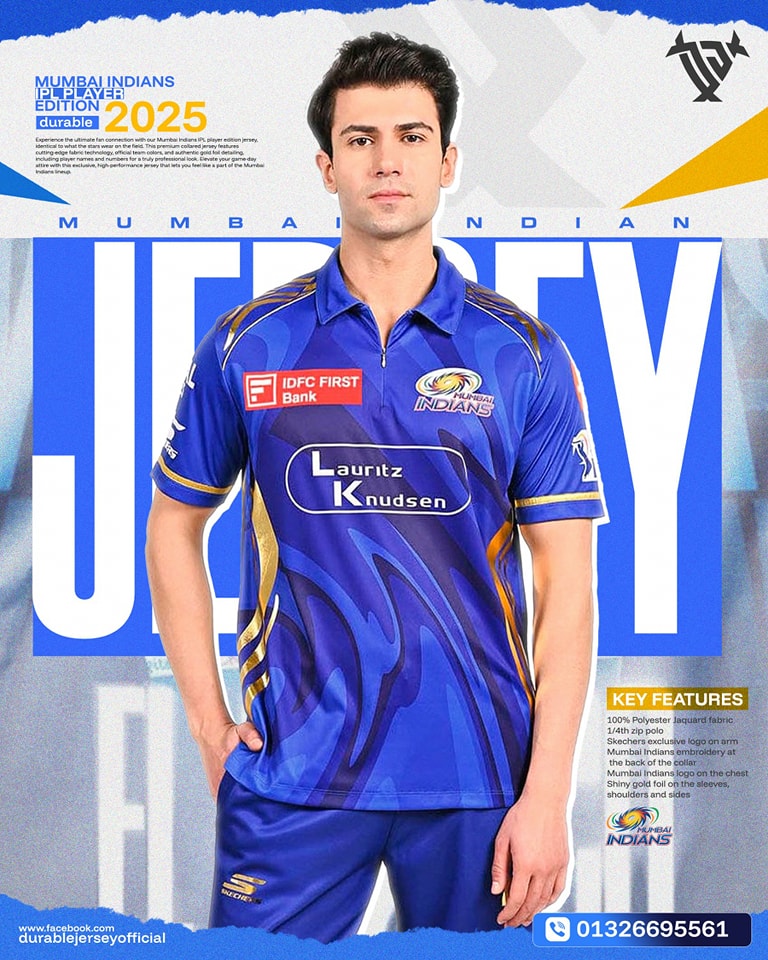 MUMBAI INDIANS
IPL PLAYER
EDITION 2025
durable
Experience the ultimate fan connection with our Mumbai Indians IPL player edition jersey,
identical to what the stars wear on the field. This premium collared jersey features
cutting-edge fabric technology, official team colors, and authentic gold foil detailing,
including player names and numbers for a truly professional look. Elevate your game-day
attire with this exclusive, high-performance jersey that lets you feel like a part of the Mumbai
Indians lineup.
MUMBAI INDIAN
JERSEY
IDFC FIRST
Bank
MUMBAI
INDIANS
Lauritz
Knudsen
KEY FEATURES
100% Polyester Jaquard fabric
1/4th zip polo
Skechers exclusive logo on arm
Mumbai Indians embroidery at
the back of the collar
Mumbai Indians logo on the chest
Shiny gold foil on the sleeves,
shoulders and sides
MUMBAI
INDIANS
SKECHERS
www.facebook.com
durablejerseyofficial
01326695561